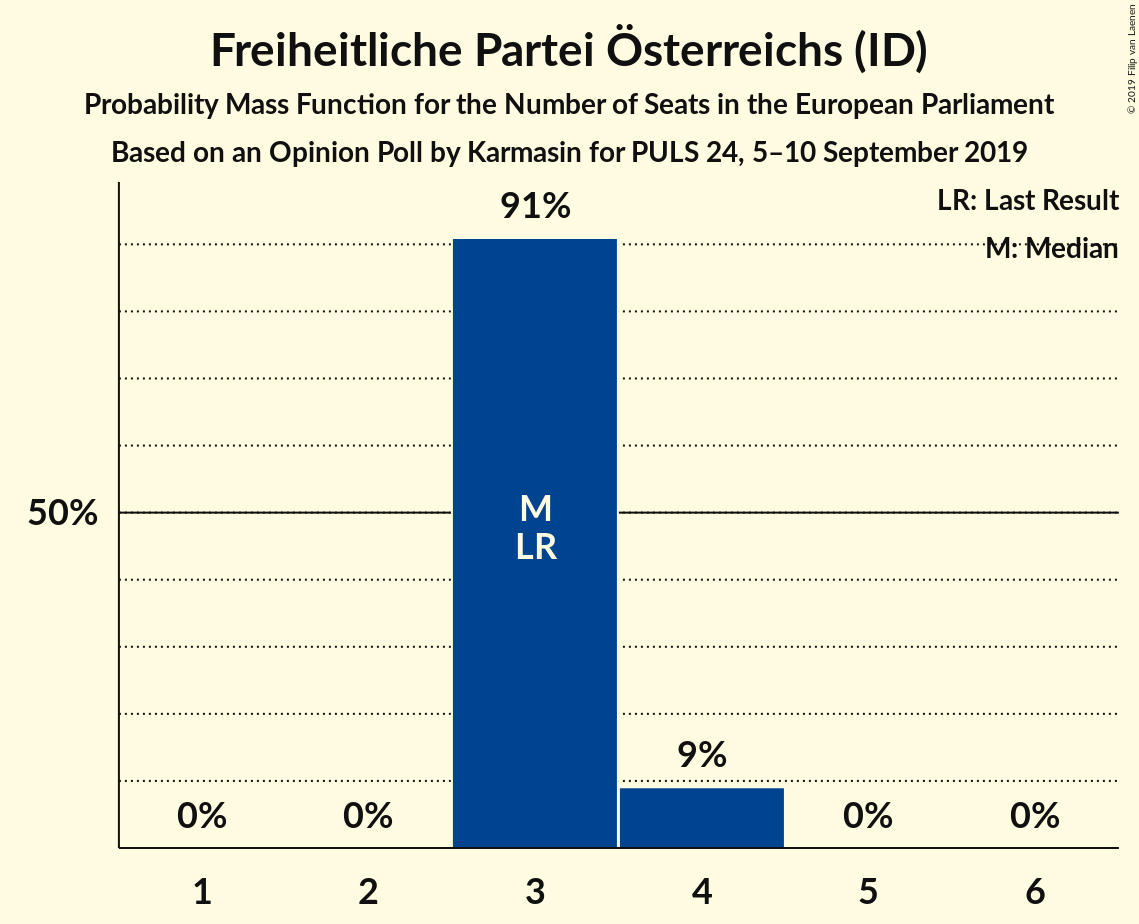 Freiheitliche Partei Österreichs (ID)
Probability Mass Function for the Number of Seats in the European Parliament
Based on an Opinion Poll by Karmasin for PULS 24, 5–10 September 2019
© 2019 Filip van Laenen
LR: Last Result
M: Median
91%
50%
M
LR
9%
0%
0%
0%
0%
1
2
3
4
5
6